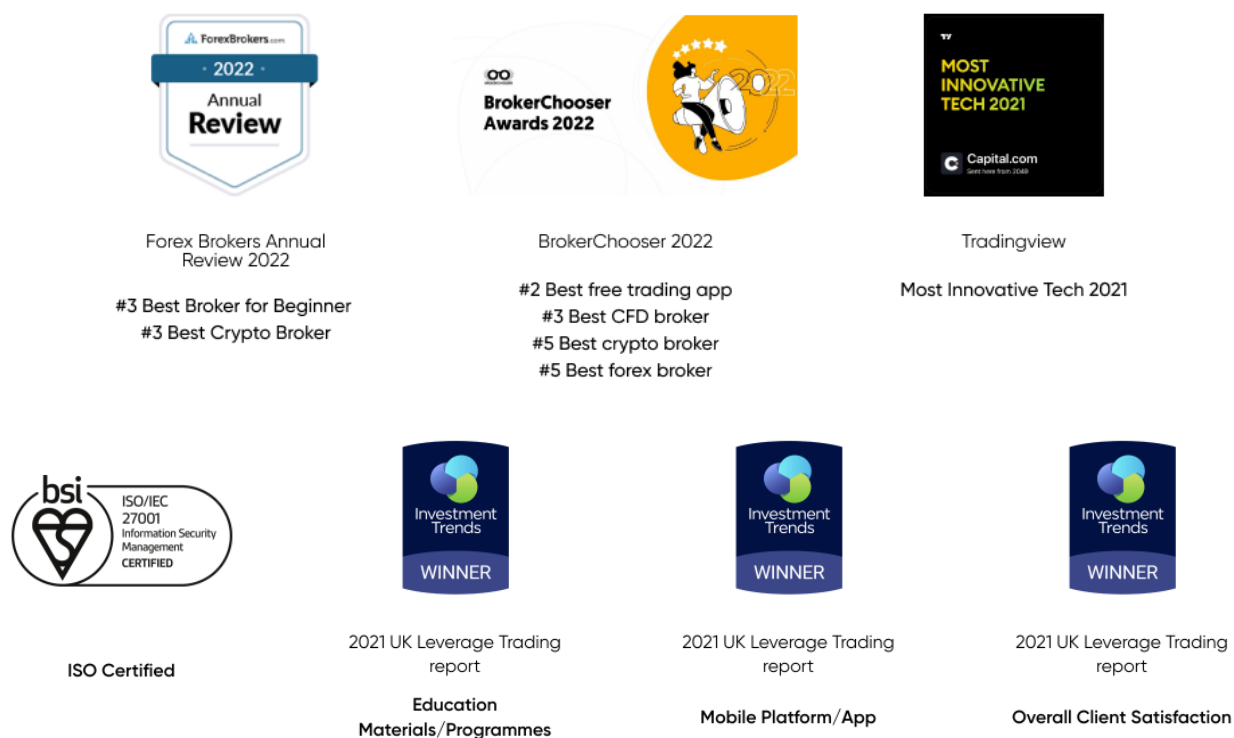 ForexBrokers.com
· 2022 ·
Annual
Review
Forex Brokers Annual
Review 2022
#3 Best Broker for Beginner
#3 Best Crypto Broker
BrokerChooser
Awards 2022
2022
BrokerChooser 2022
#2 Best free trading app
#3 Best CFD broker
#5 Best crypto broker
#5 Best forex broker
MOST
INNOVATIVE
TECH 2021
Capital.com
Sent here from 2049
Tradingview
Most Innovative Tech 2021
bsi
ISO/IEC
27001
Information Security
Management
CERTIFIED
ISO Certified
Investment
Trends
WINNER
2021 UK Leverage Trading
report
Education
Materials/Programmes
Investment
Trends
WINNER
2021 UK Leverage Trading
report
Mobile Platform/App
Investment
Trends
WINNER
2021 UK Leverage Trading
report
Overall Client Satisfaction